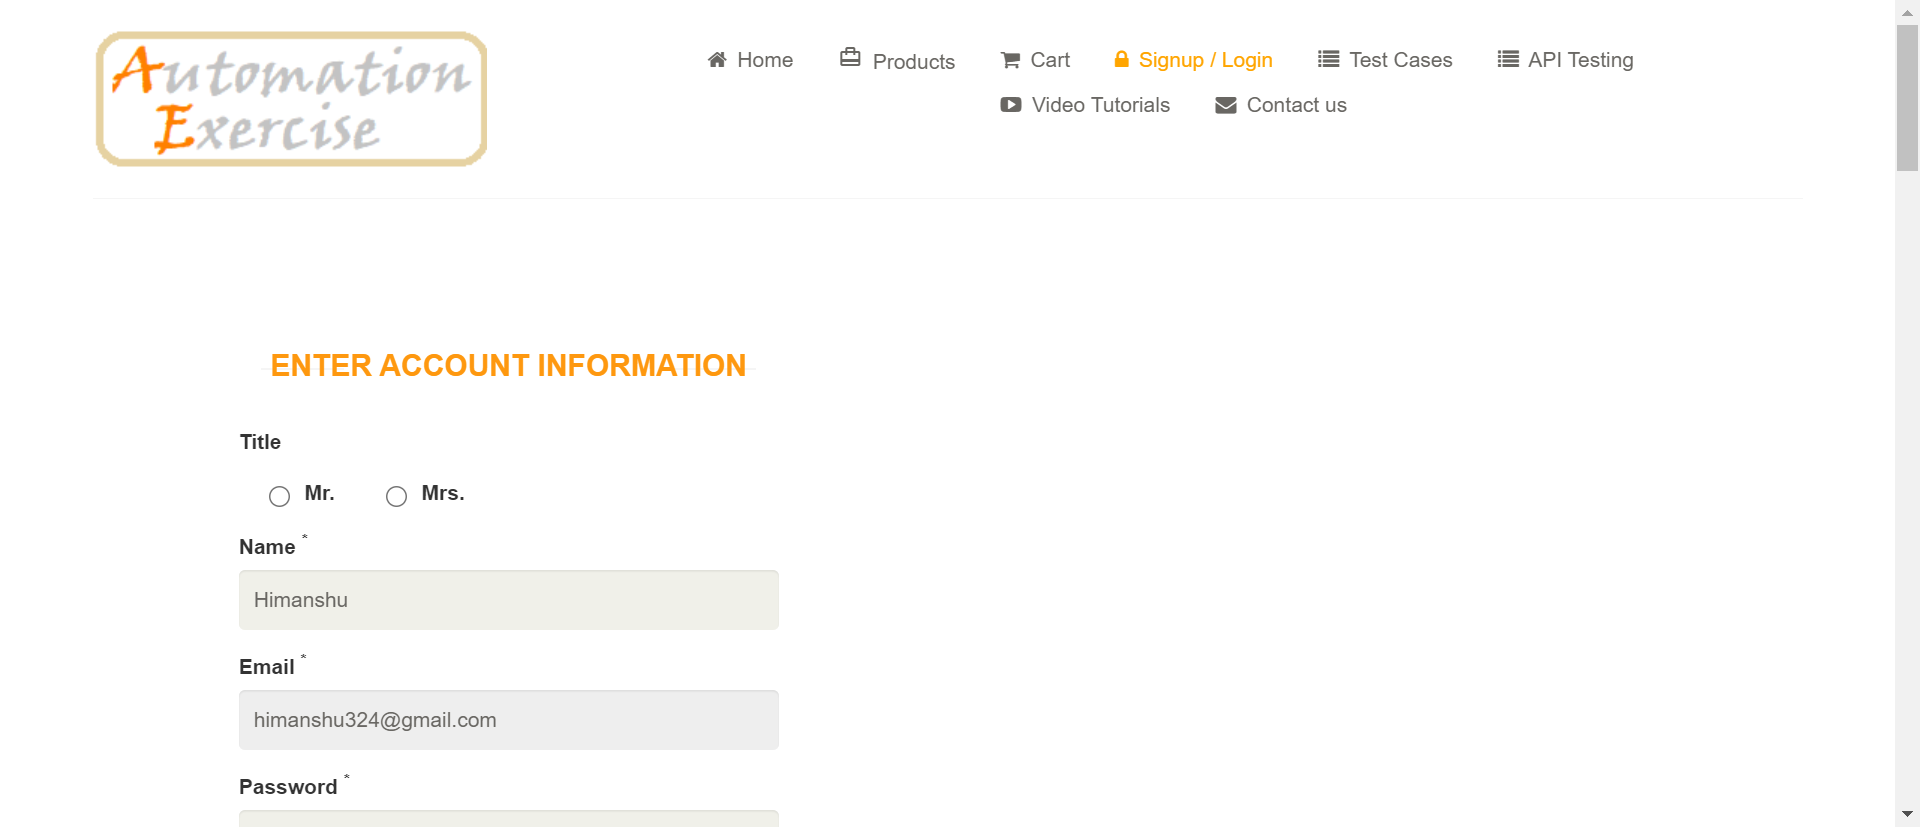 Automation
Exercise
Home Products Cart Signup / Login Test Cases API Testing
Video Tutorials Contact us
ENTER ACCOUNT INFORMATION
Title
Mr. Mrs.
Name *
Himanshu
Email *
himanshu324@gmail.com
Password *